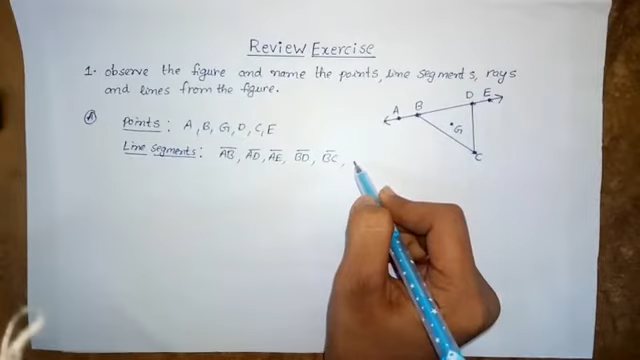 Review Exercise
1. observe the figure and name the points, line segments, rays
and lines from the fgure.
A points : A, B, G, D, C, E
Line segments : AB, AD, AE, BD, BC,
A B D E
G
C